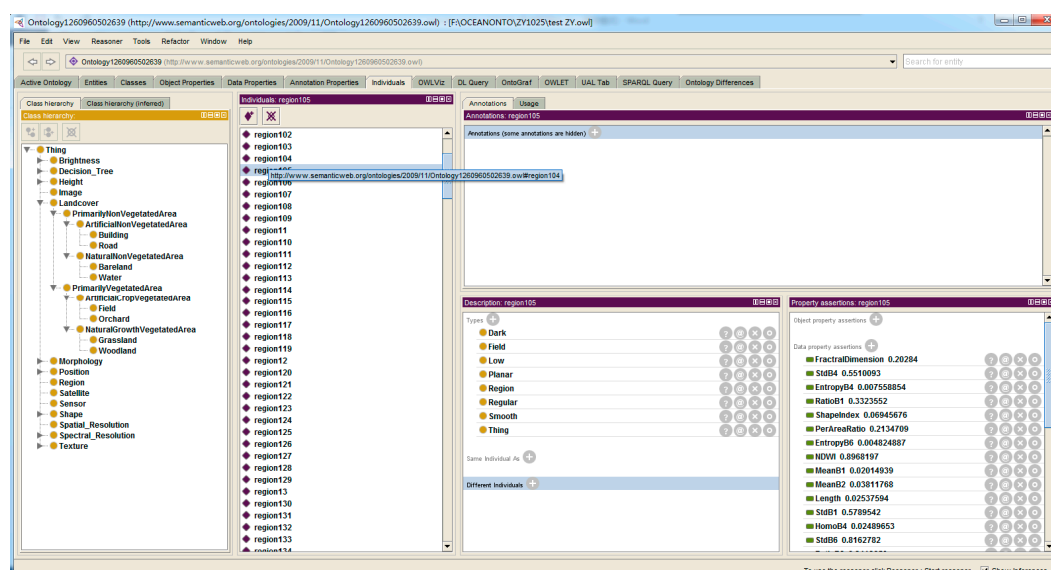 Ontology1260960502639 (http://www.semanticweb.org/ontologies/2009/11/Ontology1260960502639.owl) : [F:\OCEANONTO\ZY1025\test ZY.owl]
File Edit View Reasoner Tools Refactor Window Help
Ontology1260960502639 (http://www.semanticweb.org/ontologies/2009/11/Ontology1260960502639.owl)
Search for entity
Active Ontology Entities Classes Object Properties Data Properties Annotation Properties Individuals OWLViz DL Query OntoGraf OWLET UAL Tab SPARQL Query Ontology Differences
Class hierarchy Class hierarchy (inferred)
Class hierarchy:
Thing
Brightness
Decision_Tree
Height
Image
Landcover
PrimarilyNonVegetatedArea
ArtificialNonVegetatedArea
Building
Road
NaturalNonVegetatedArea
Bareland
Water
PrimarilyVegetatedArea
ArtificialCropVegetatedArea
Field
Orchard
NaturalGrowthVegetatedArea
Grassland
Woodland
Morphology
Position
Region
Satellite
Sensor
Shape
Spatial_Resolution
Spectral_Resolution
Texture
Individuals: region105
region102
region103
region104
http://www.semanticweb.org/ontologies/2009/11/Ontology1260960502639.owl#region104
region106
region107
region108
region109
region11
region110
region111
region112
region113
region114
region115
region116
region117
region118
region119
region12
region120
region121
region122
region123
region124
region125
region126
region127
region128
region129
region13
region130
region131
region132
region133
region134
Annotations Usage
Annotations: region105
Annotations (some annotations are hidden)
Description: region105
Types
Dark
Field
Low
Planar
Region
Regular
Smooth
Thing
Same Individual As
Different Individuals
Property assertions: region105
Object property assertions
Data property assertions
FractralDimension 0.20284
StdB4 0.5510093
EntropyB4 0.007558854
RatioB1 0.3323552
ShapeIndex 0.06945676
PerAreaRatio 0.2134709
EntropyB6 0.004824887
NDWI 0.8968197
MeanB1 0.02014939
MeanB2 0.03811768
Length 0.02537594
StdB1 0.5789542
HomoB4 0.02489653
StdB6 0.8162782
To use the reasoner click Reasoner->Start reasoner Show Inferences